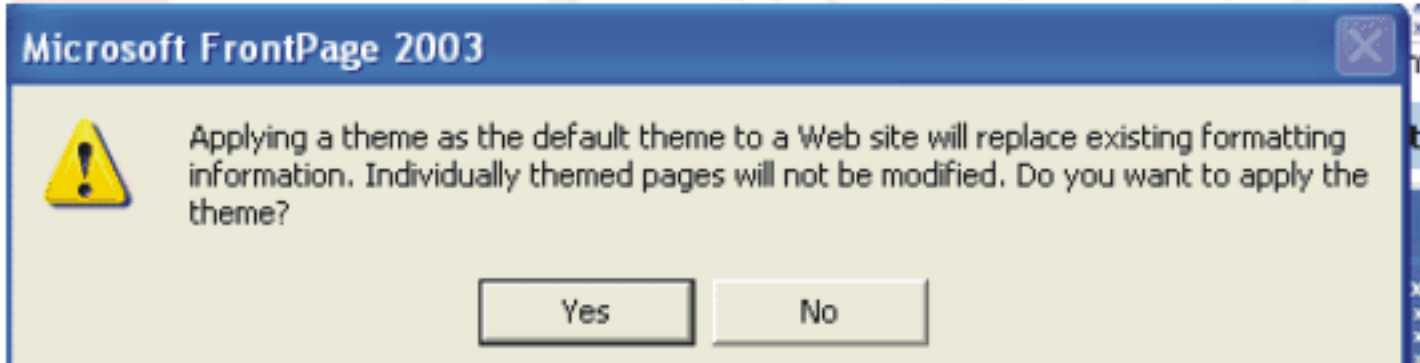 Microsoft FrontPage 2003
Applying a theme as the default theme to a Web site will replace existing formatting
information. Individually themed pages will not be modified. Do you want to apply the
theme?
Yes
No